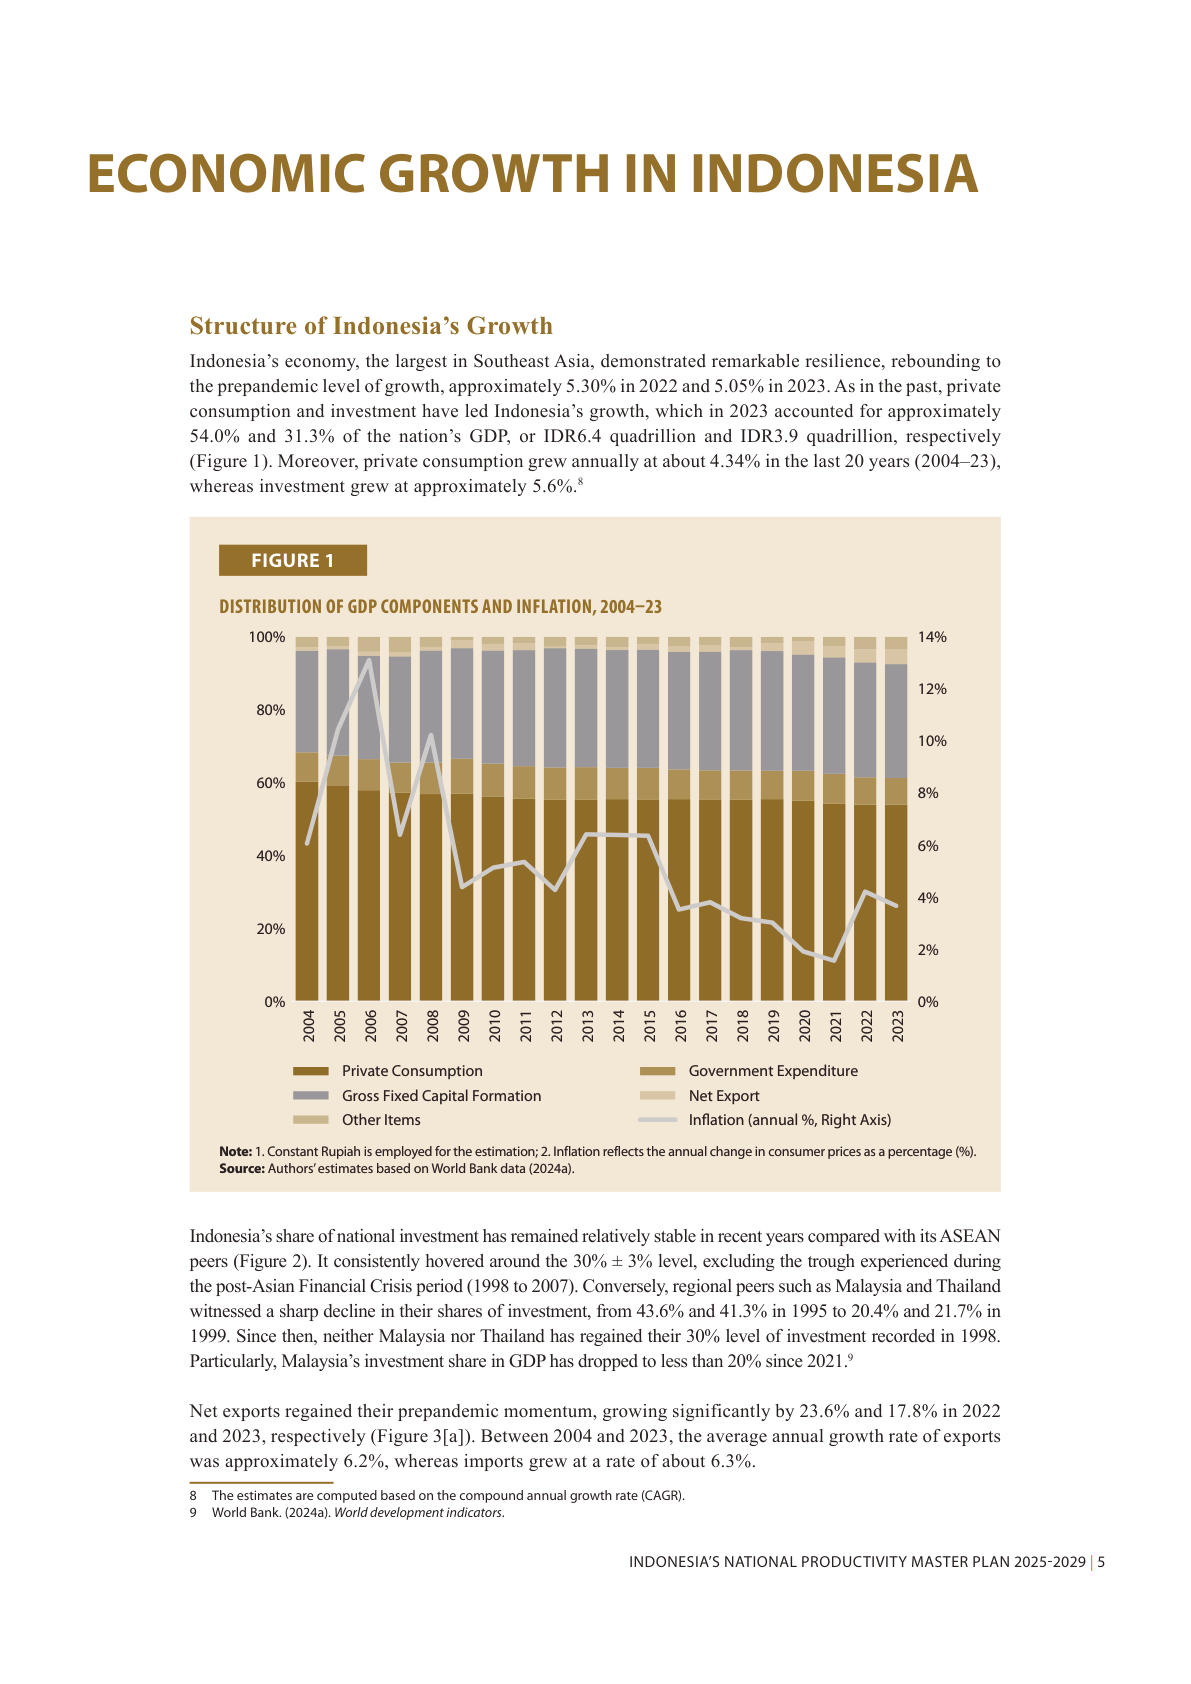 ECONOMIC GROWTH IN INDONESIA
Structure of Indonesia’s Growth
Indonesia’s economy, the largest in Southeast Asia, demonstrated remarkable resilience, rebounding to
the prepandemic level of growth, approximately 5.30% in 2022 and 5.05% in 2023. As in the past, private
consumption and investment have led Indonesia’s growth, which in 2023 accounted for approximately
54.0% and 31.3% of the nation’s GDP, or IDR6.4 quadrillion and IDR3.9 quadrillion, respectively
(Figure 1). Moreover, private consumption grew annually at about 4.34% in the last 20 years (2004–23),
whereas investment grew at approximately 5.6%.8
FIGURE 1
DISTRIBUTION OF GDP COMPONENTS AND INFLATION, 2004–23
100%
80%
60%
40%
20%
0%
14%
12%
10%
8%
6%
4%
2%
0%
2004
2005
2006
2007
2008
2009
2010
2011
2012
2013
2014
2015
2016
2017
2018
2019
2020
2021
2022
2023
Private Consumption
Government Expenditure
Gross Fixed Capital Formation
Net Export
Other Items
Inflation (annual %, Right Axis)
Note: 1. Constant Rupiah is employed for the estimation; 2. Inflation reflects the annual change in consumer prices as a percentage (%).
Source: Authors’ estimates based on World Bank data (2024a).
Indonesia’s share of national investment has remained relatively stable in recent years compared with its ASEAN
peers (Figure 2). It consistently hovered around the 30% ± 3% level, excluding the trough experienced during
the post-Asian Financial Crisis period (1998 to 2007). Conversely, regional peers such as Malaysia and Thailand
witnessed a sharp decline in their shares of investment, from 43.6% and 41.3% in 1995 to 20.4% and 21.7% in
1999. Since then, neither Malaysia nor Thailand has regained their 30% level of investment recorded in 1998.
Particularly, Malaysia’s investment share in GDP has dropped to less than 20% since 2021.9
Net exports regained their prepandemic momentum, growing significantly by 23.6% and 17.8% in 2022
and 2023, respectively (Figure 3[a]). Between 2004 and 2023, the average annual growth rate of exports
was approximately 6.2%, whereas imports grew at a rate of about 6.3%.
8 The estimates are computed based on the compound annual growth rate (CAGR).
9 World Bank. (2024a). World development indicators.
INDONESIA’S NATIONAL PRODUCTIVITY MASTER PLAN 2025-2029 | 5